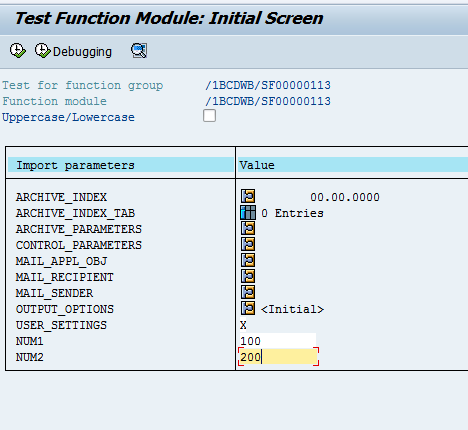 Test Function Module: Initial Screen
Debugging
Test for function group /1BCDWB/SF00000113
Function module /1BCDWB/SF00000113
Uppercase/Lowercase
Import parameters Value
ARCHIVE_INDEX 00.00.0000
ARCHIVE_INDEX_TAB 0 Entries
ARCHIVE_PARAMETERS
CONTROL_PARAMETERS
MAIL_APPL_OBJ
MAIL_RECIPIENT
MAIL_SENDER
OUTPUT_OPTIONS <Initial>
USER_SETTINGS X
NUM1 100
NUM2 200